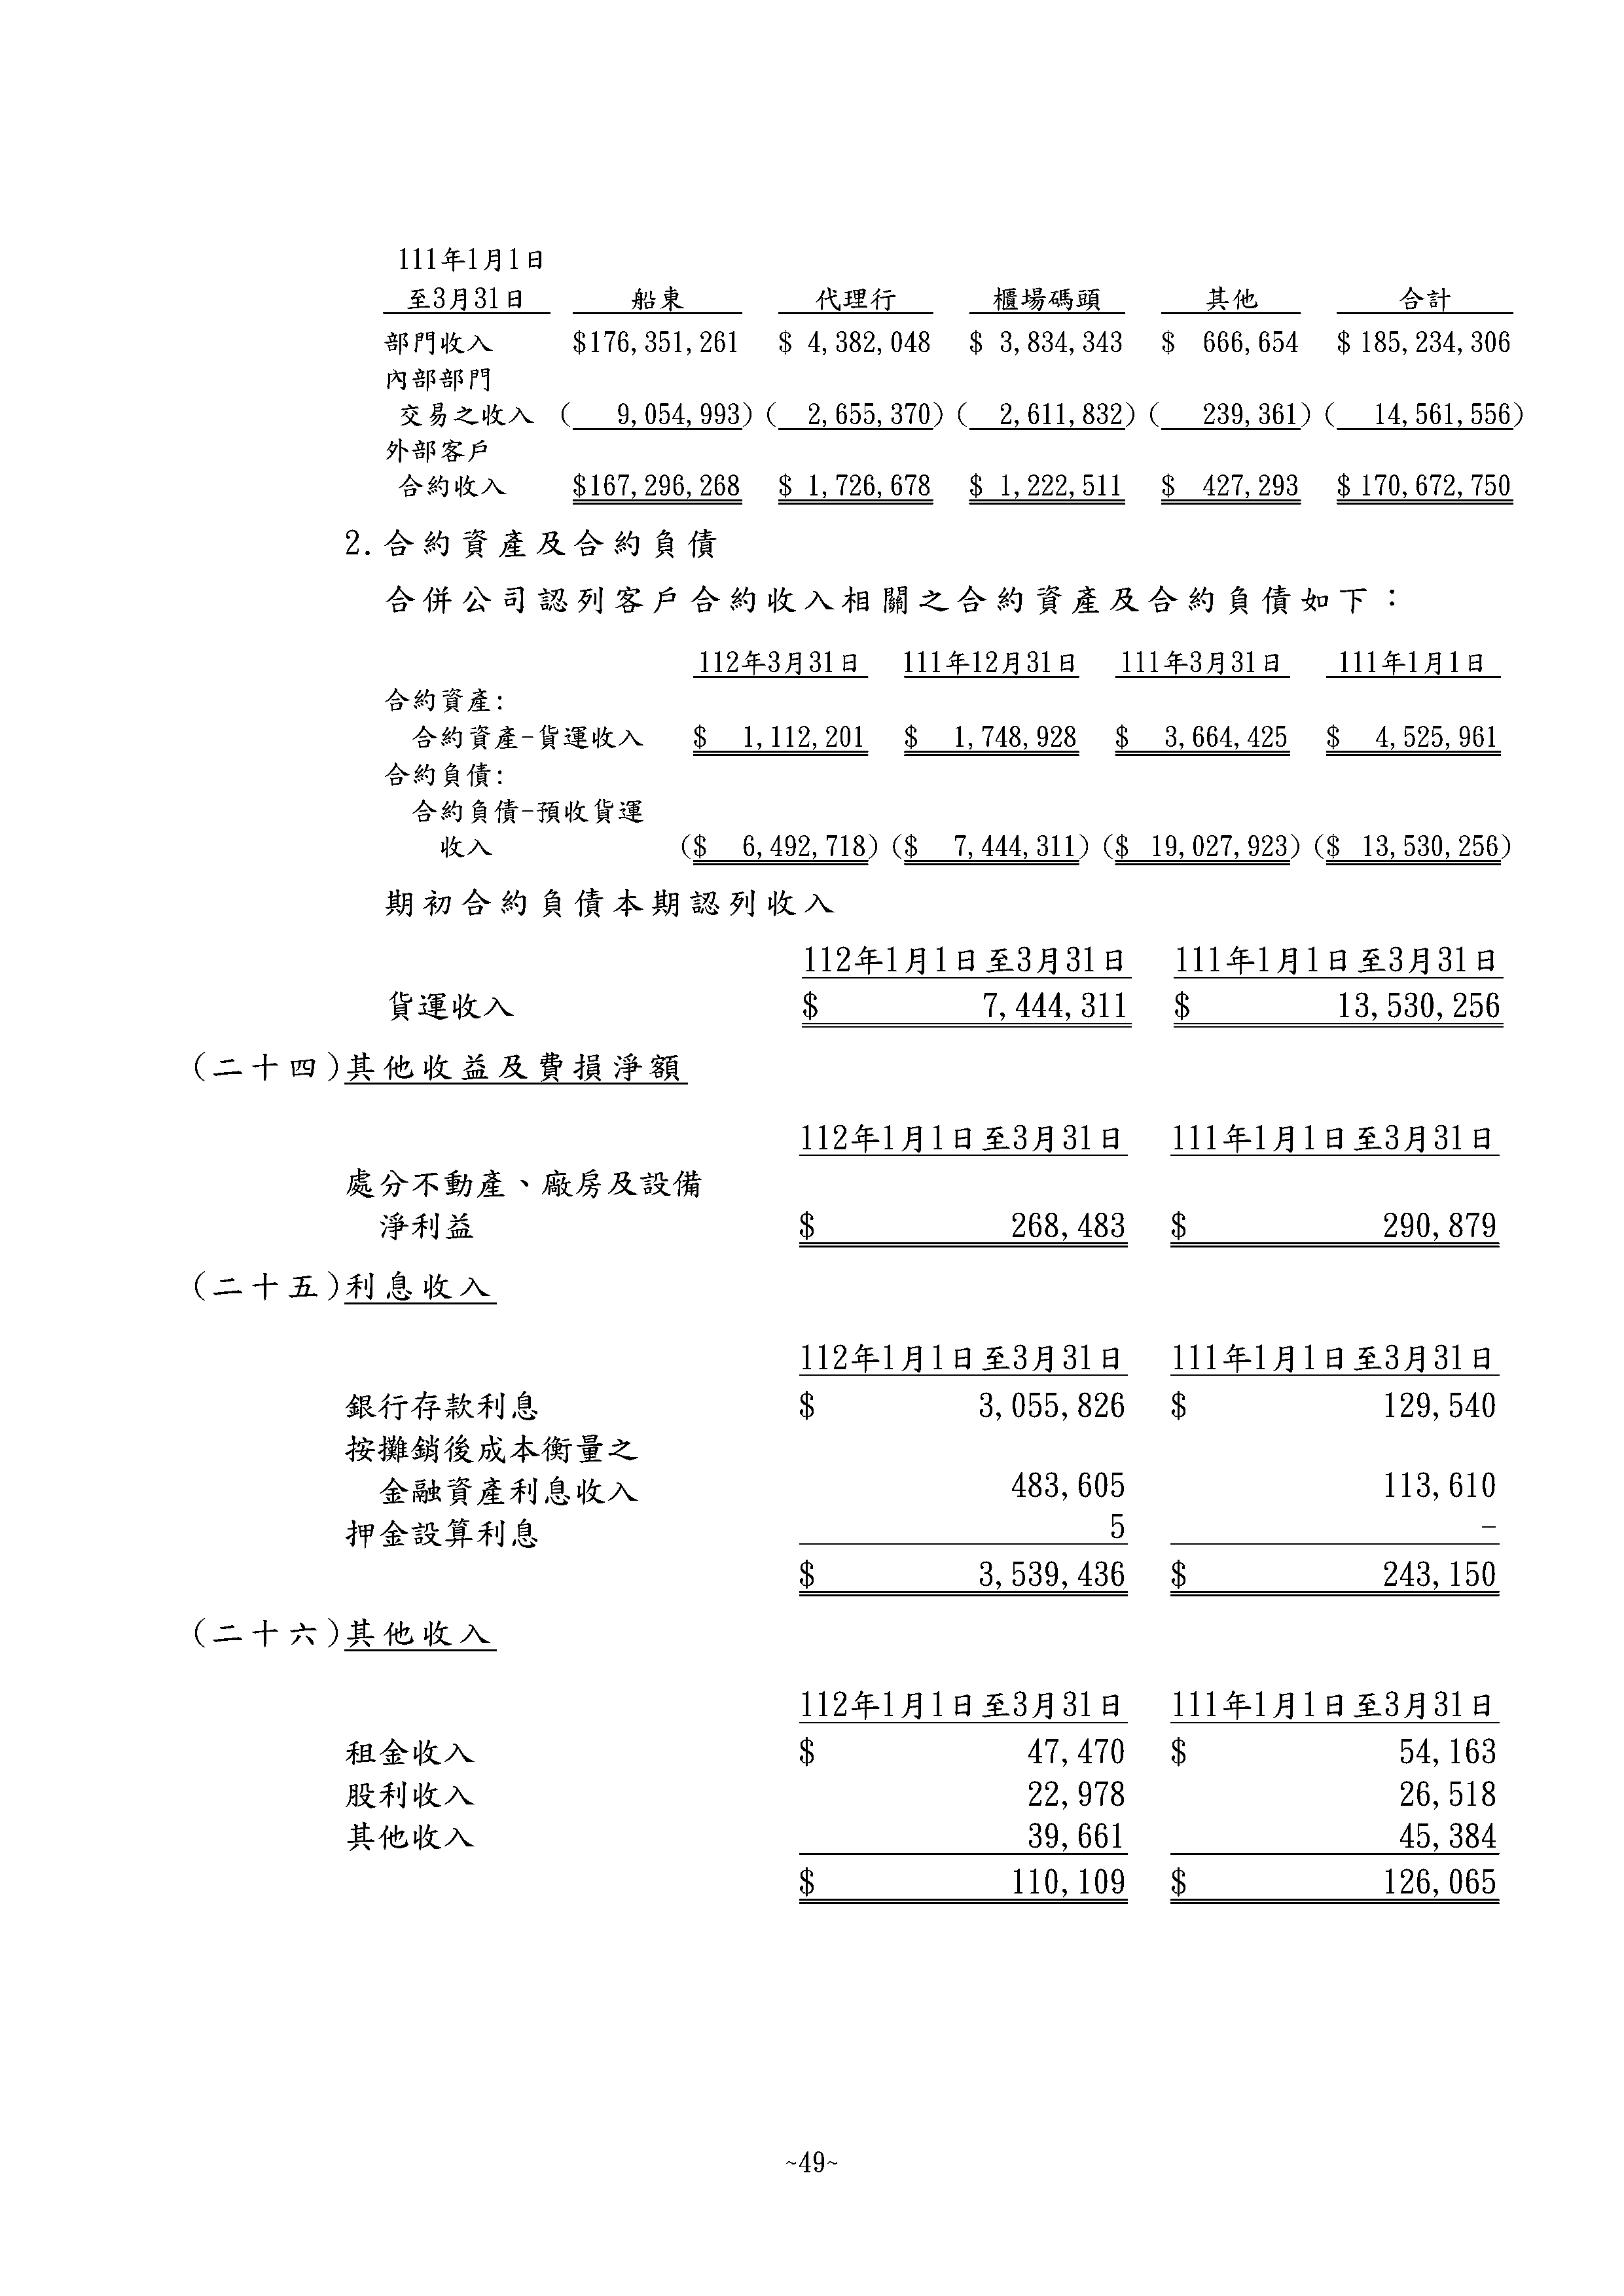 111年1月1日
至3月31日 船東 代理行 櫃場碼頭 其他 合計
部門收入 $176,351,261 $ 4,382,048 $ 3,834,343 $ 666,654 $ 185,234,306
內部部門
交易之收入 ( 9,054,993) ( 2,655,370) ( 2,611,832) ( 239,361) ( 14,561,556)
外部客戶
合約收入 $167,296,268 $ 1,726,678 $ 1,222,511 $ 427,293 $ 170,672,750
2.合約資產及合約負債
合併公司認列客戶合約收入相關之合約資產及合約負債如下：
112年3月31日 111年12月31日 111年3月31日 111年1月1日
合約資產:
合約資產-貨運收入 $ 1,112,201 $ 1,748,928 $ 3,664,425 $ 4,525,961
合約負債:
合約負債-預收貨運
收入 ($ 6,492,718) ($ 7,444,311) ($ 19,027,923) ($ 13,530,256)
期初合約負債本期認列收入
112年1月1日至3月31日 111年1月1日至3月31日
貨運收入 $ 7,444,311 $ 13,530,256
(二十四)其他收益及費損淨額
112年1月1日至3月31日 111年1月1日至3月31日
處分不動產、廠房及設備
淨利益 $ 268,483 $ 290,879
(二十五)利息收入
112年1月1日至3月31日 111年1月1日至3月31日
銀行存款利息 $ 3,055,826 $ 129,540
按攤銷後成本衡量之
金融資產利息收入 483,605 113,610
押金設算利息 5 -
$ 3,539,436 $ 243,150
(二十六)其他收入
112年1月1日至3月31日 111年1月1日至3月31日
租金收入 $ 47,470 $ 54,163
股利收入 22,978 26,518
其他收入 39,661 45,384
$ 110,109 $ 126,065
~49~